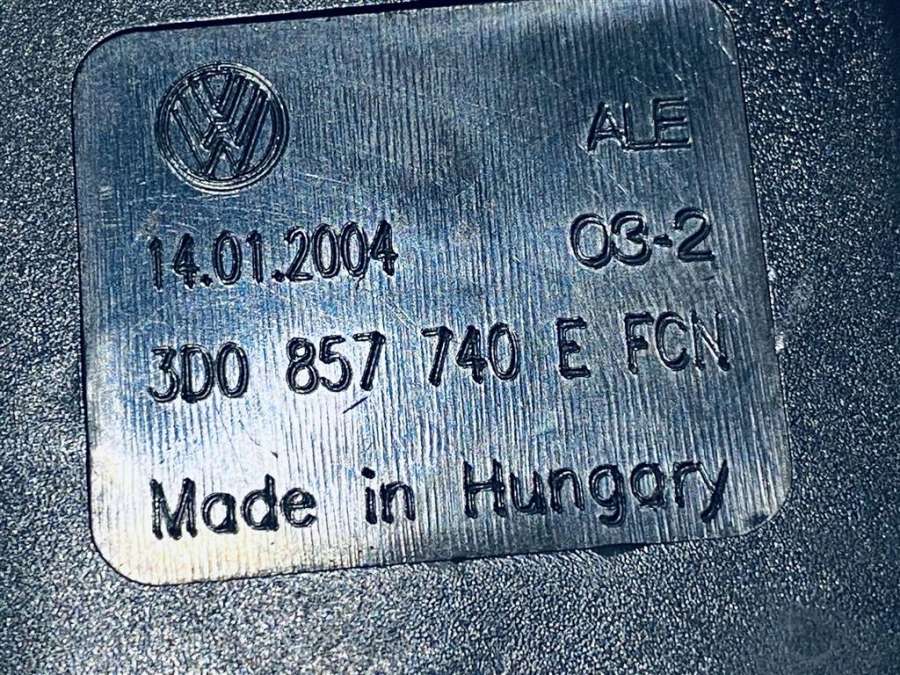 ALE
14.01.2004 03-2
3D0 857 740 E FCN
Made in Hungary